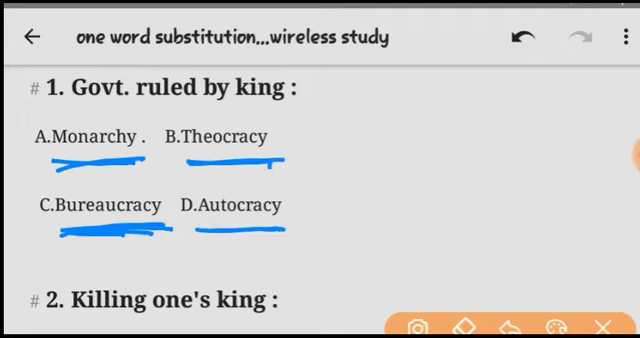 one word substitution...wireless study
# 1. Govt. ruled by king :
A.Monarchy . B.Theocracy
C.Bureaucracy D.Autocracy
# 2. Killing one's king :